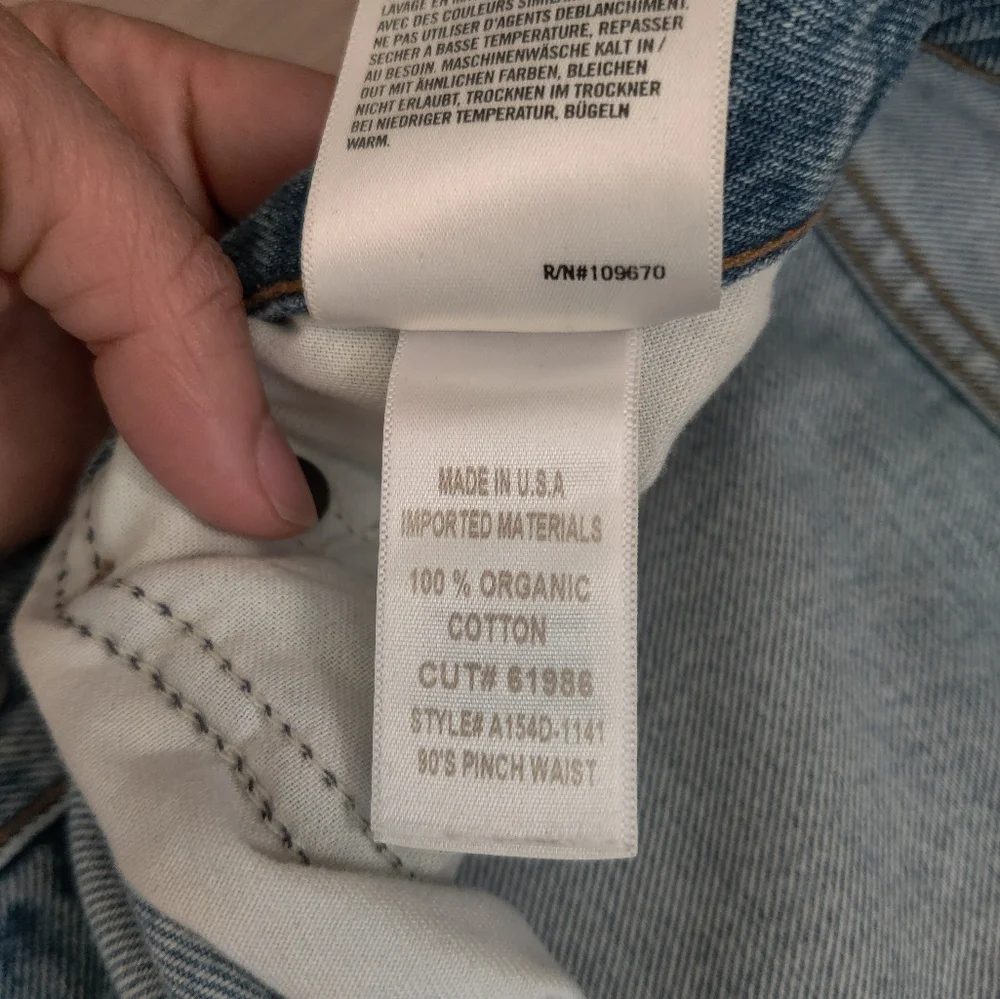 LAVAGE EN
AVEC DES COULEURS
NE PAS UTILISER D'AGENTS DEBLANCHIMENT.
SECHER A BASSE TEMPERATURE, REPASSER
AU BESOIN. MASCHINENWÄSCHE KALT IN /
OUT MIT ÄHNLICHEN FARBEN, BLEICHEN
NICHT ERLAUBT, TROCKNEN IM TROCKNER
BEI NIEDRIGER TEMPERATUR, BÜGELN
WARM.
R/N#109670
MADE IN U.S.A
IMPORTED MATERIALS
100 % ORGANIC
COTTON
CUT# 61986
STYLE# A154D-1141
90'S PINCH WAIST